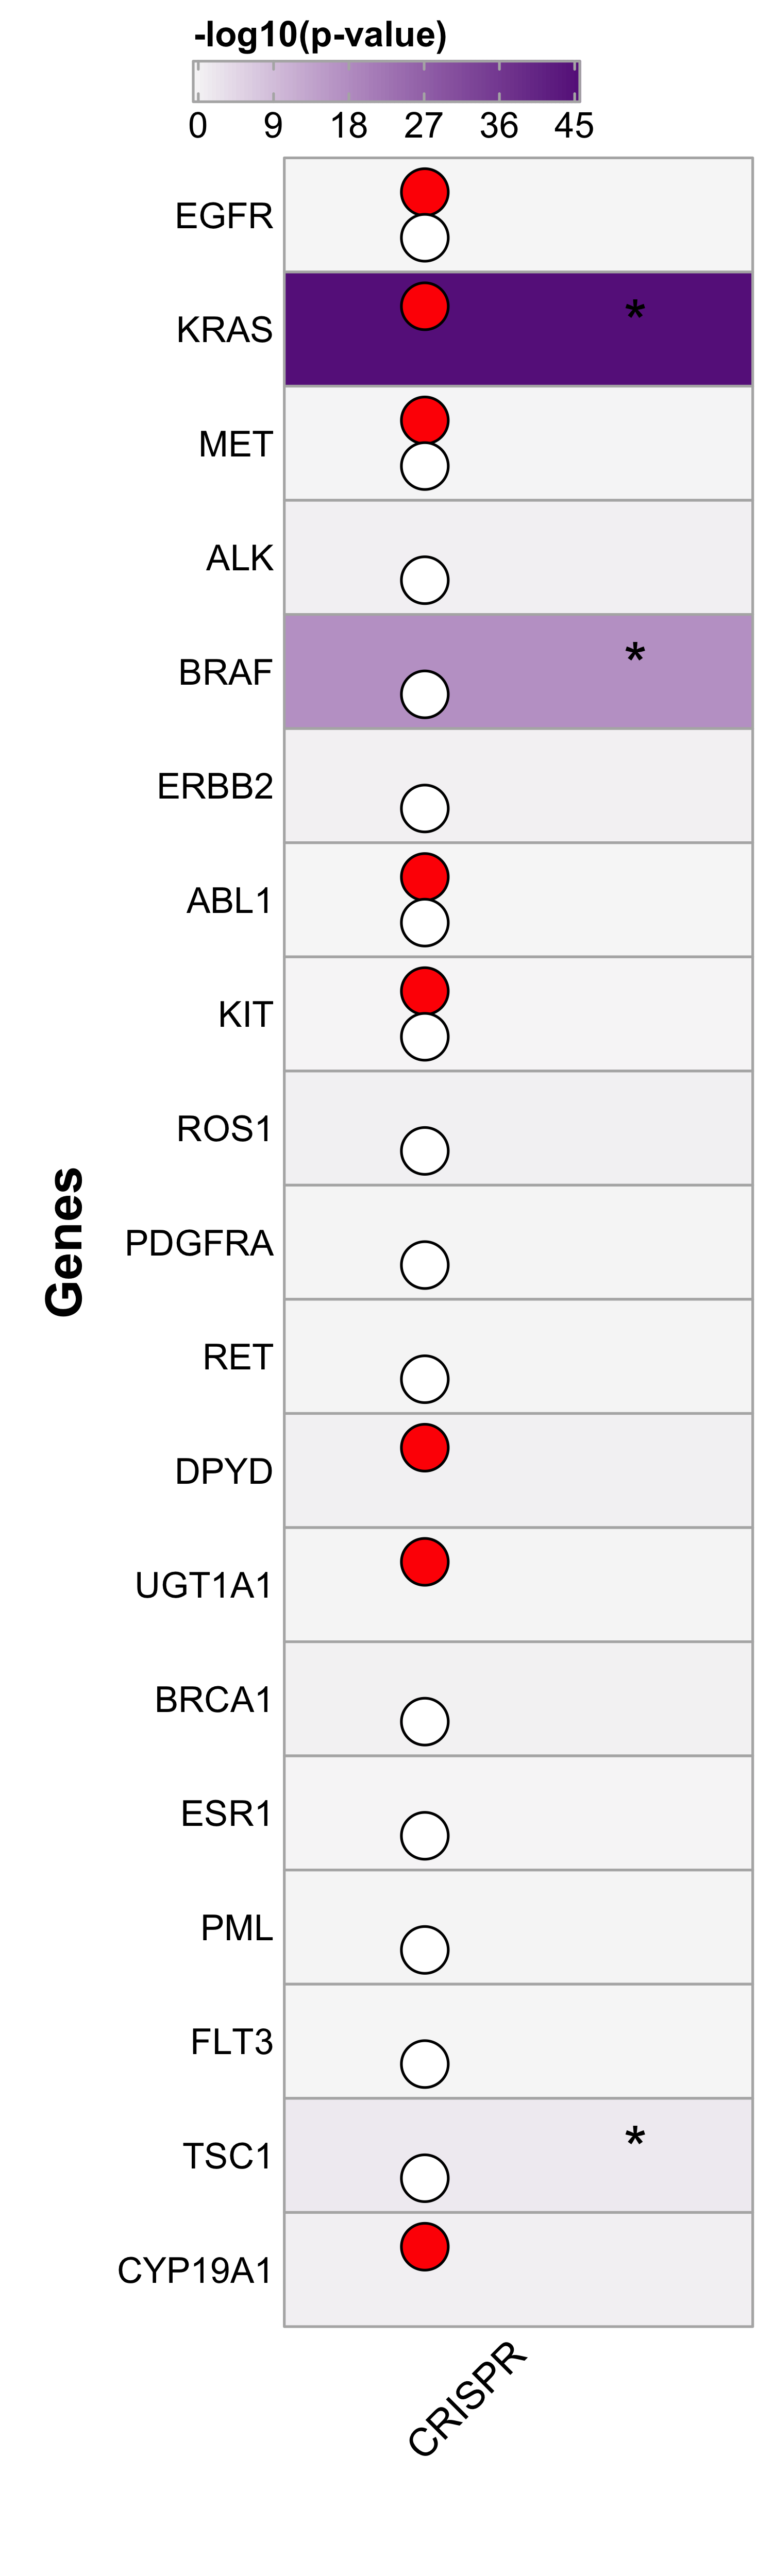 -log10(p-value)
0 9 18 27 36 45
EGFR
KRAS *
MET
ALK
BRAF *
ERBB2
ABL1
KIT
ROS1
Genes
PDGFRA
RET
DPYD
UGT1A1
BRCA1
ESR1
PML
FLT3
TSC1 *
CYP19A1
CRISPR